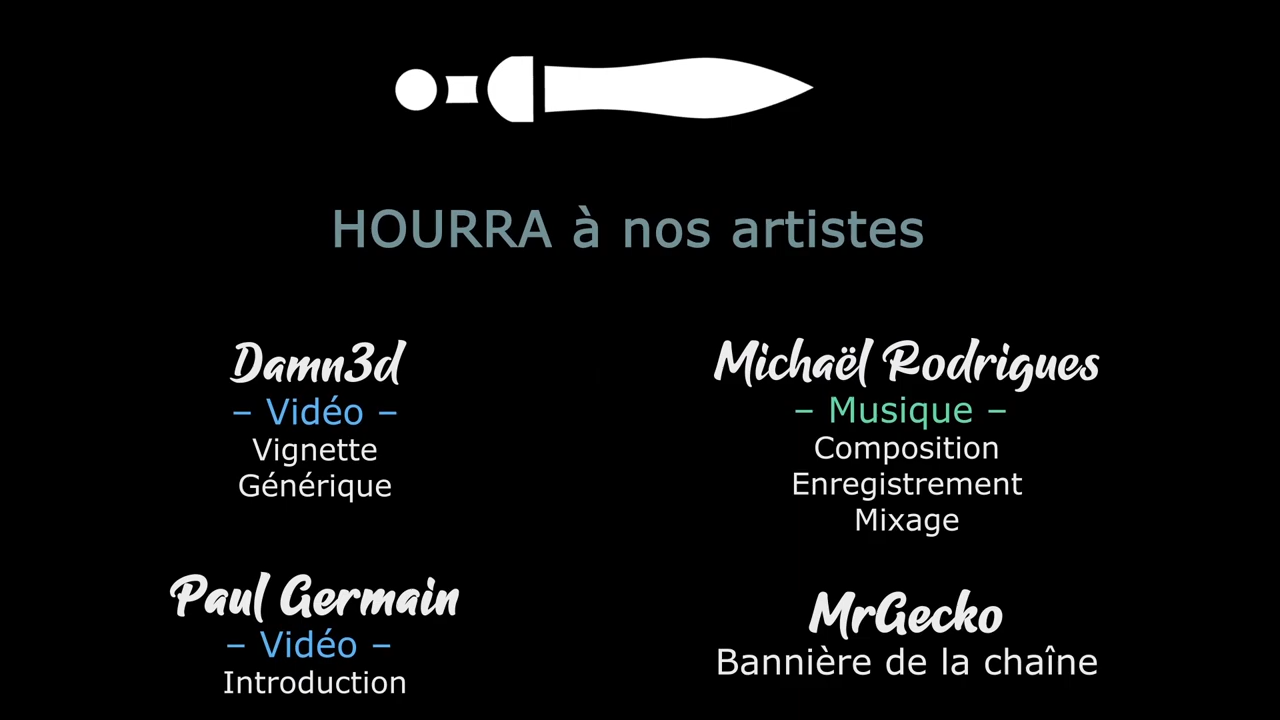 HOURRA à nos artistes
Damn3d
– Vidéo –
Vignette
Générique
Michaël Rodrigues
– Musique –
Composition
Enregistrement
Mixage
Paul Germain
– Vidéo –
Introduction
MrGecko
Bannière de la chaîne